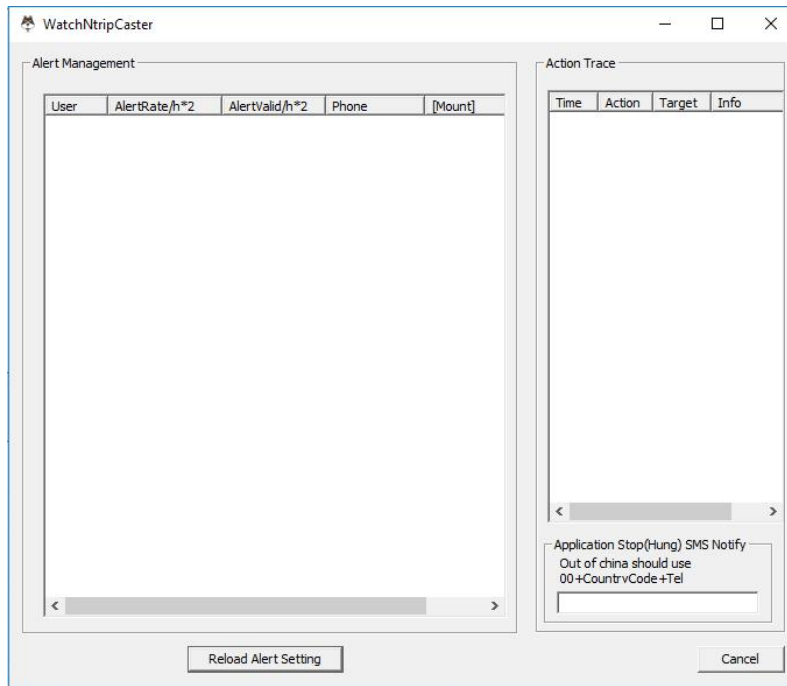 WatchNtripCaster
Alert Management
User AlertRate/h*2 AlertValid/h*2 Phone [Mount]
Action Trace
Time Action Target Info
Application Stop(Hung) SMS Notify
Out of china should use
00+CountryCode+Tel
Reload Alert Setting
Cancel